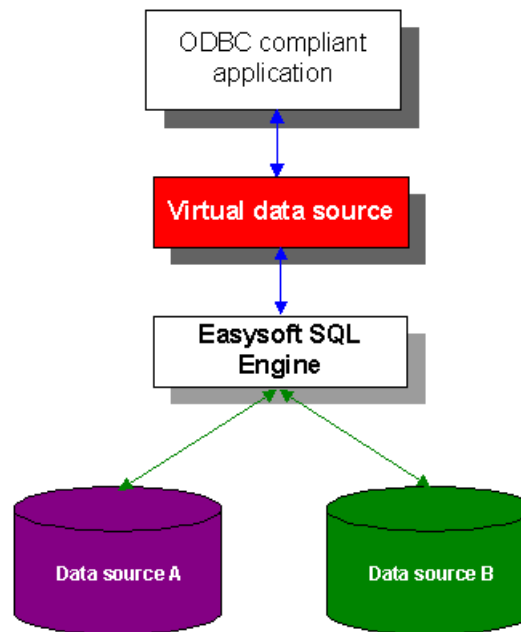 ODBC compliant
application
Virtual data source
Easysoft SQL
Engine
Data source A
Data source B